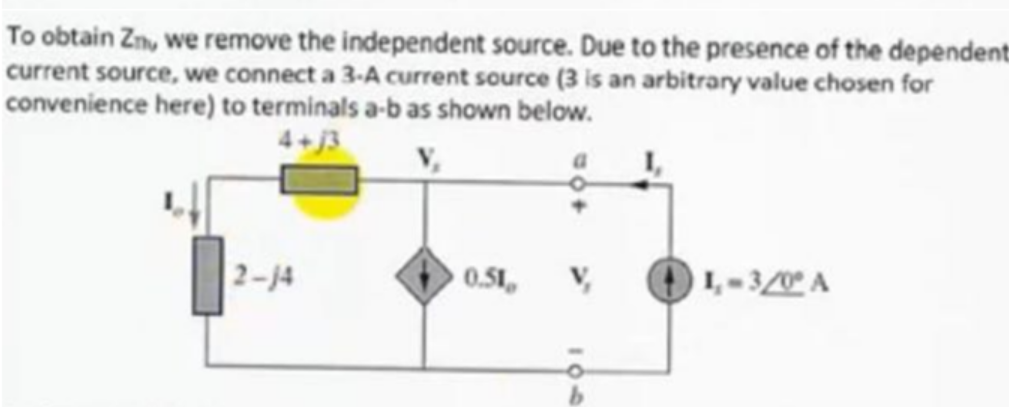 To obtain Zₜₕ, we remove the independent source. Due to the presence of the dependent
current source, we connect a 3-A current source (3 is an arbitrary value chosen for
convenience here) to terminals a-b as shown below.
4 + j3
Vₛ
a
Iₛ
Iₒ
+
2 – j4
0.5Iₒ
Vₛ
Iₛ = 3∠0° A
–
b